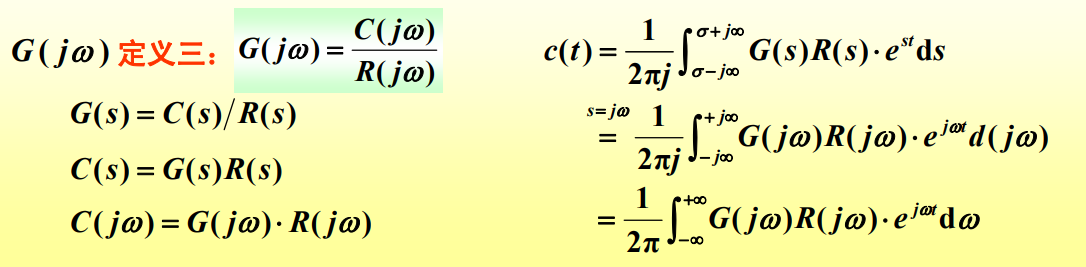 G(jω) 定义三： G(jω) = C(jω) / R(jω)
G(s) = C(s)/R(s)
C(s) = G(s)R(s)
C(jω) = G(jω)· R(jω)
c(t) = 1/2πj ∫_{σ−j∞}^{σ+j∞} G(s)R(s)· e^{st} ds
s=jω
= 1/2πj ∫_{−j∞}^{+j∞} G(jω)R(jω)· e^{jωt} d(jω)
= 1/2π ∫_{−∞}^{+∞} G(jω)R(jω)· e^{jωt} dω